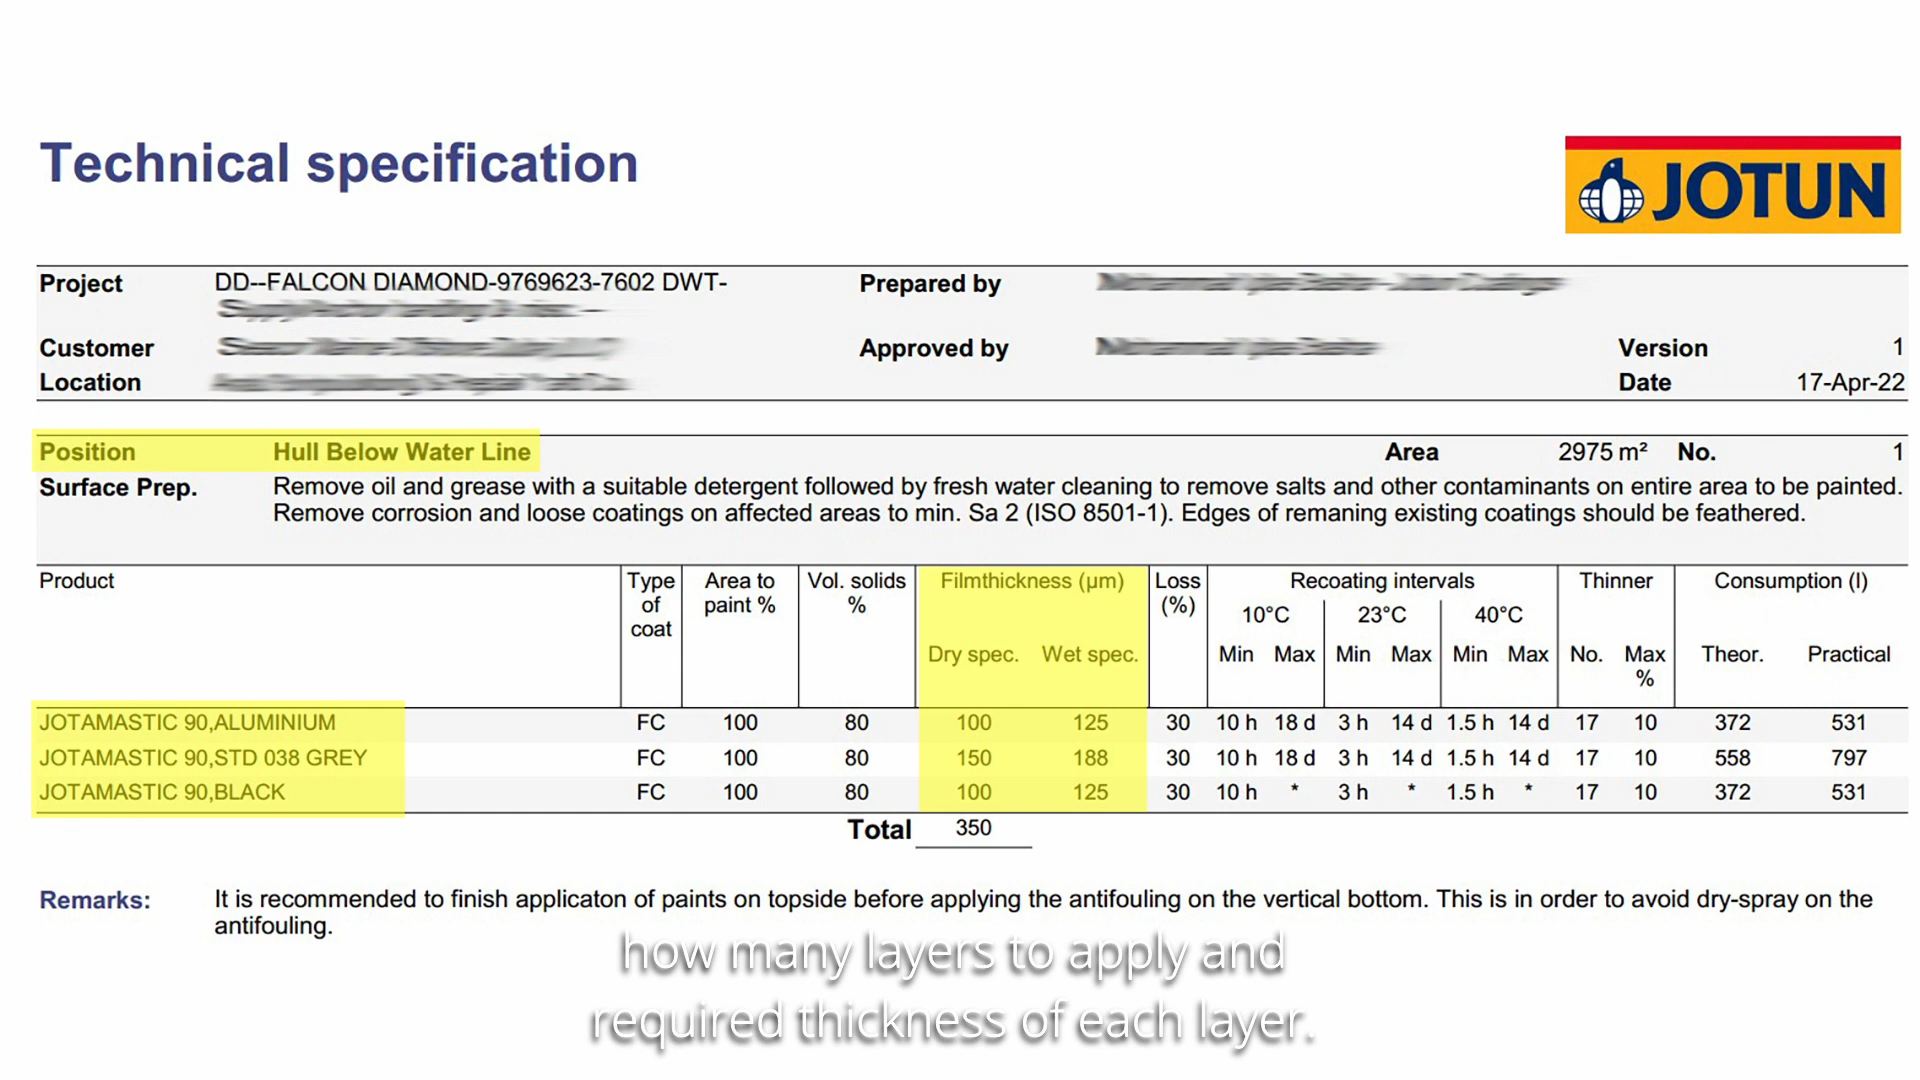 Technical specification
JOTUN
Project DD--FALCON DIAMOND-9769623-7602 DWT- Prepared by
Customer Approved by Version 1
Location Date 17-Apr-22
Position Hull Below Water Line Area 2975 m² No. 1
Surface Prep. Remove oil and grease with a suitable detergent followed by fresh water cleaning to remove salts and other contaminants on entire area to be painted.
Remove corrosion and loose coatings on affected areas to min. Sa 2 (ISO 8501-1). Edges of remaning existing coatings should be feathered.
Product Type Area to Vol. solids Filmthickness (µm) Loss Recoating intervals Thinner Consumption (l)
of paint % % (%) 10°C 23°C 40°C
coat
Dry spec. Wet spec. Min Max Min Max Min Max No. Max Theor. Practical
%
JOTAMASTIC 90,ALUMINIUM FC 100 80 100 125 30 10 h 18 d 3 h 14 d 1.5 h 14 d 17 10 372 531
JOTAMASTIC 90,STD 038 GREY FC 100 80 150 188 30 10 h 18 d 3 h 14 d 1.5 h 14 d 17 10 558 797
JOTAMASTIC 90,BLACK FC 100 80 100 125 30 10 h * 3 h * 1.5 h * 17 10 372 531
Total 350
Remarks: It is recommended to finish applicaton of paints on topside before applying the antifouling on the vertical bottom. This is in order to avoid dry-spray on the
antifouling.
how many layers to apply and
required thickness of each layer.